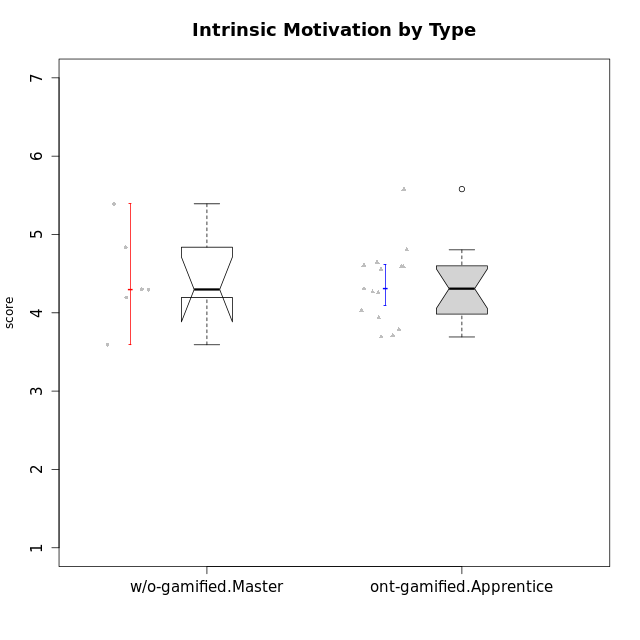 Intrinsic Motivation by Type
7
6
5
4
3
2
1
score
w/o-gamified.Master
ont-gamified.Apprentice